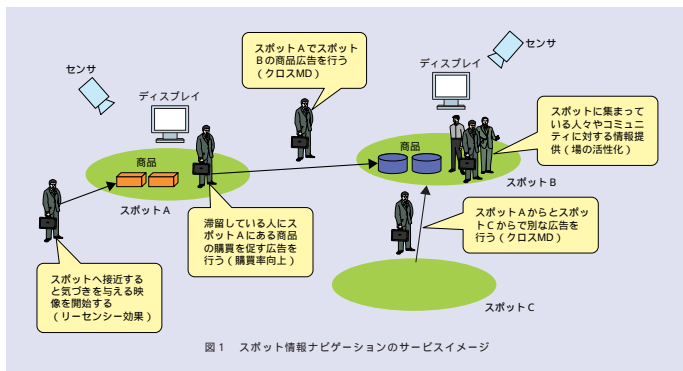 スポットAでスポット
Bの商品広告を行う
(クロスMD)
センサ
センサ
ディスプレイ
ディスプレイ
商品
スポットA
商品
スポットB
スポットに集まって
いる人々やコミュニ
ティに対する情報提
供(場の活性化)
滞留している人にス
ポットAにある商品
の購買を促す広告を
行う(購買率向上)
スポットAからとスポッ
トCからで別な広告を
行う(クロスMD)
スポットへ接近する
と気づきを与える映
像を開始する
(リーセンシー効果)
スポットC
図1 スポット情報ナビゲーションのサービスイメージ